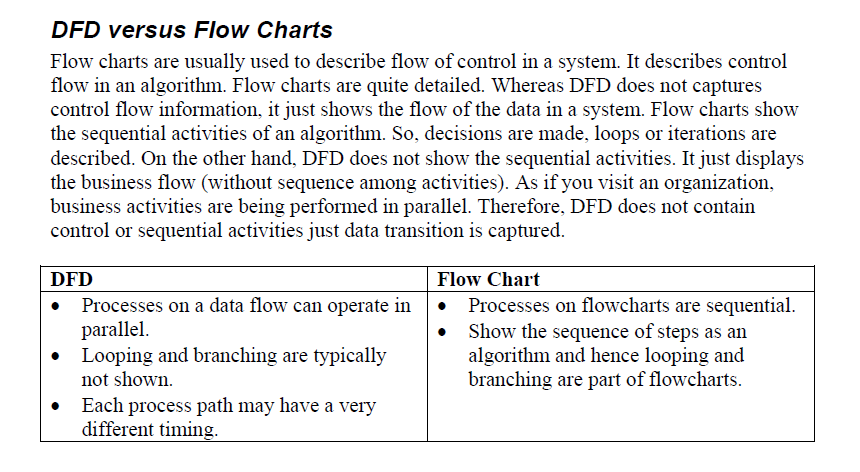 DFD versus Flow Charts
Flow charts are usually used to describe flow of control in a system. It describes control
flow in an algorithm. Flow charts are quite detailed. Whereas DFD does not captures
control flow information, it just shows the flow of the data in a system. Flow charts show
the sequential activities of an algorithm. So, decisions are made, loops or iterations are
described. On the other hand, DFD does not show the sequential activities. It just displays
the business flow (without sequence among activities). As if you visit an organization,
business activities are being performed in parallel. Therefore, DFD does not contain
control or sequential activities just data transition is captured.
DFD
• Processes on a data flow can operate in
parallel.
• Looping and branching are typically
not shown.
• Each process path may have a very
different timing.
Flow Chart
• Processes on flowcharts are sequential.
• Show the sequence of steps as an
algorithm and hence looping and
branching are part of flowcharts.